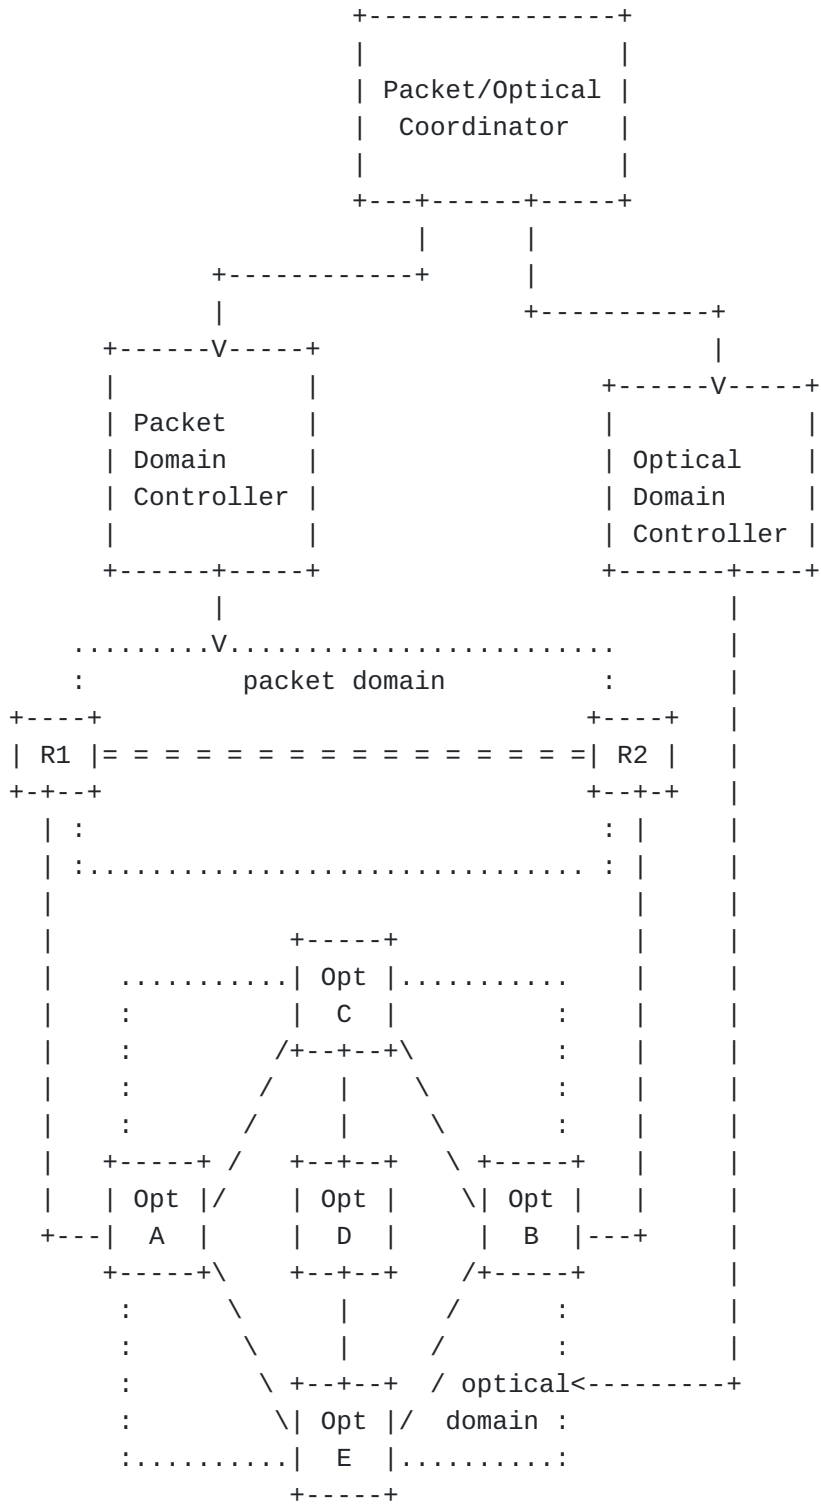 Packet/Optical
Coordinator
V
V
Packet
Domain
Controller
Optical
Domain
Controller
V
packet domain
R1
R2
Opt
C
Opt
Opt
Opt
A
D
B
optical
Opt
domain
E